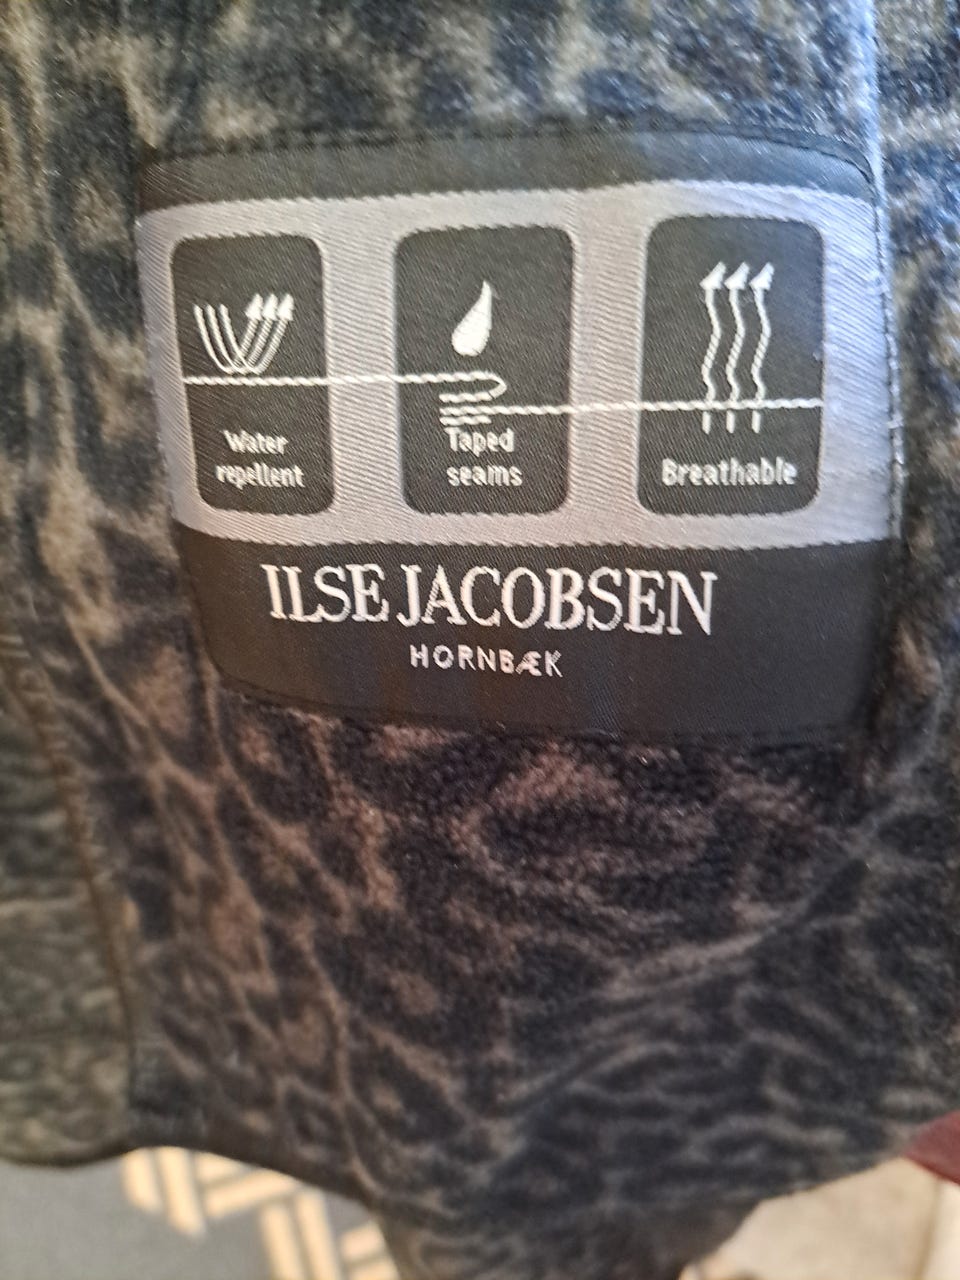 Water
repellent
Taped
seams
Breathable
ILSE JACOBSEN
HORNBÆK